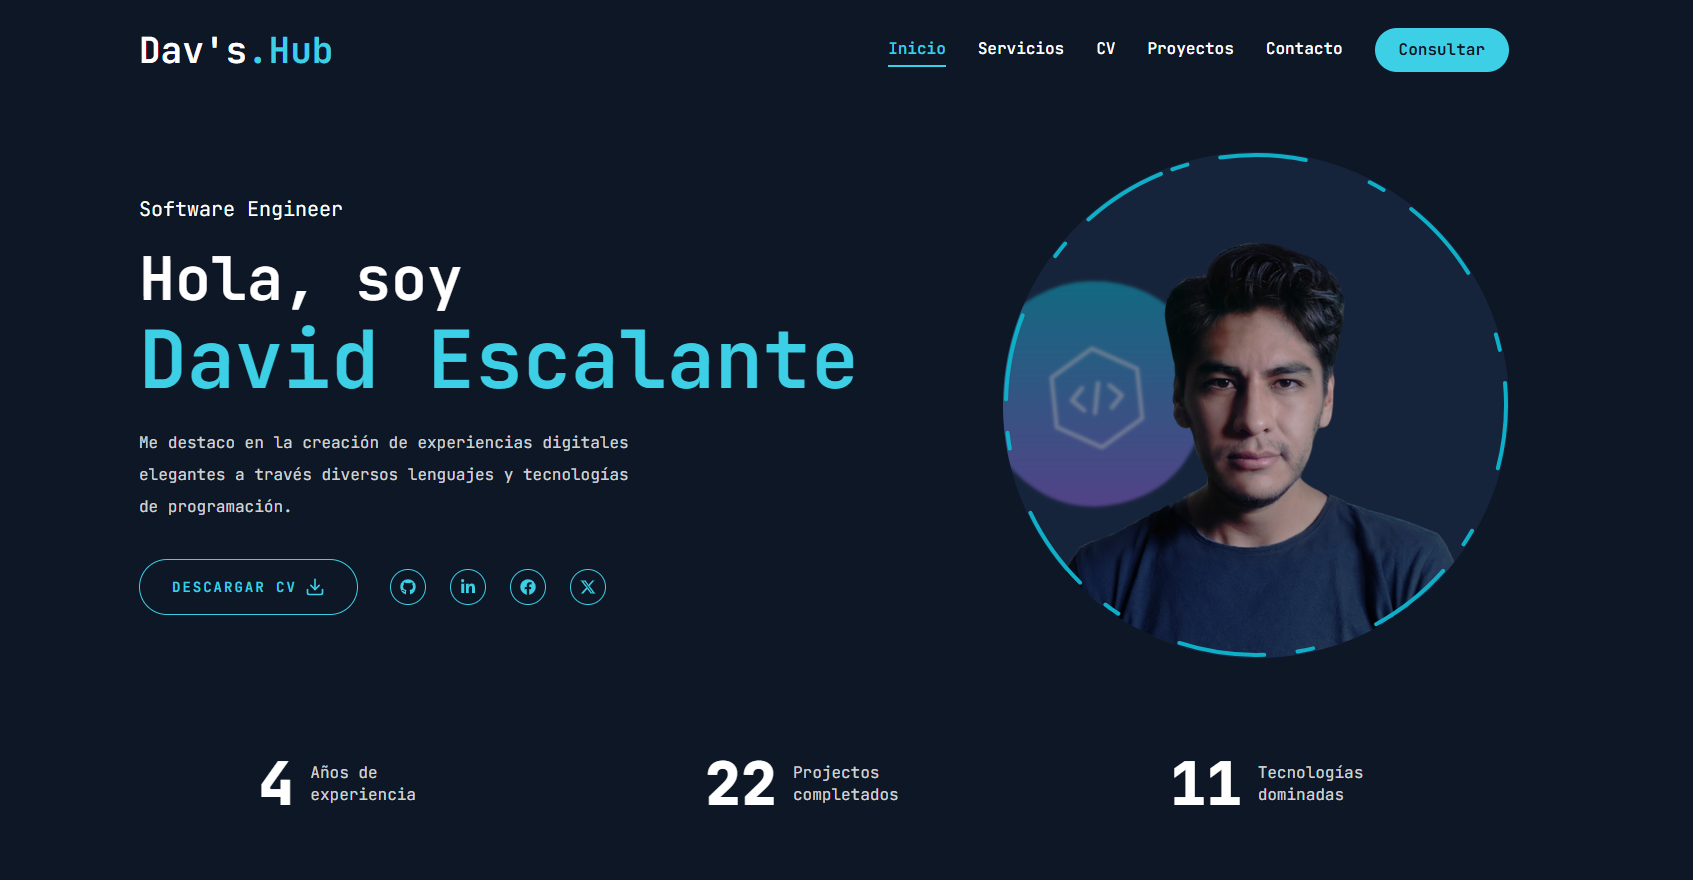 Dav's.Hub
Inicio Servicios CV Proyectos Contacto Consultar
Software Engineer
Hola, soy
David Escalante
Me destaco en la creación de experiencias digitales
elegantes a través diversos lenguajes y tecnologías
de programación.
DESCARGAR CV
in
4 Años de
experiencia
22 Projectos
completados
11 Tecnologías
dominadas